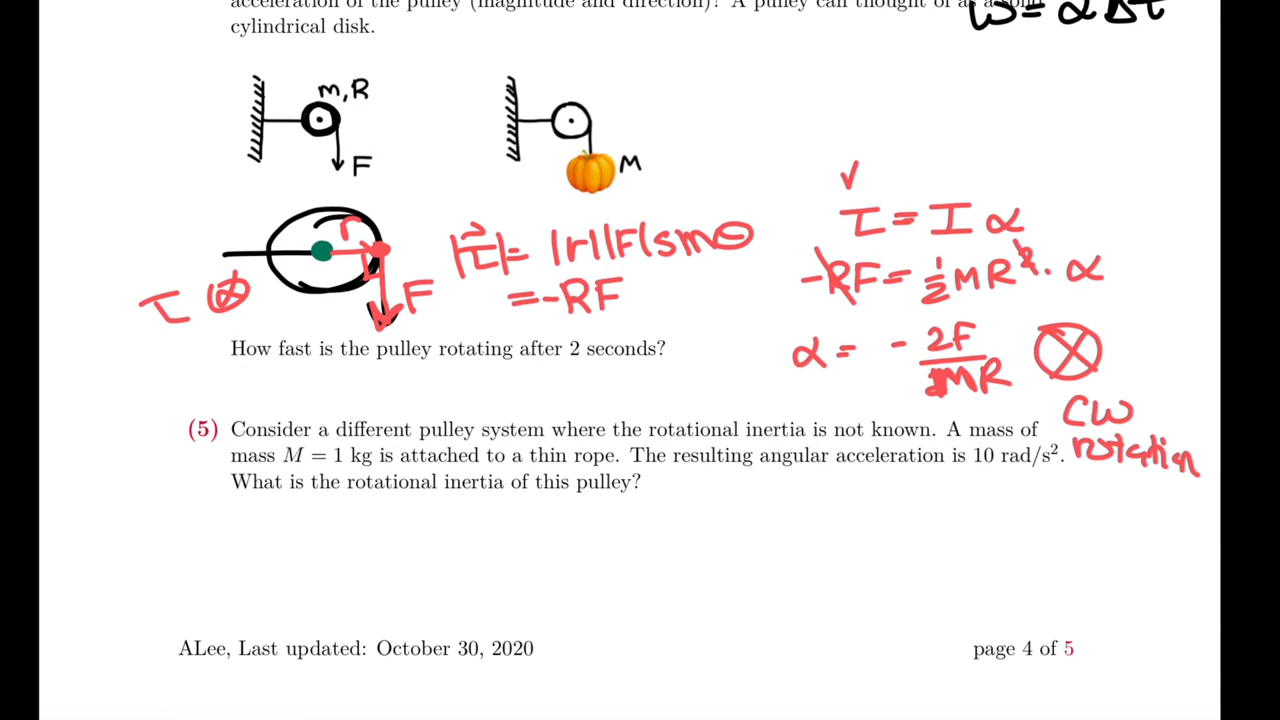 acceleration of the pulley (magnitude and direction)? A pulley can thought of as a solid
cylindrical disk.
ω = α Δt
m, R
F
M
r
F
τ ⊗
|τ⃗| = |r||F|sinθ
= -RF
τ = I α
-RF = 1/2 MR² · α
α = - 2F/MR ⊗
CW
rotation
How fast is the pulley rotating after 2 seconds?
(5) Consider a different pulley system where the rotational inertia is not known. A mass of
mass M = 1 kg is attached to a thin rope. The resulting angular acceleration is 10 rad/s².
What is the rotational inertia of this pulley?
ALee, Last updated: October 30, 2020
page 4 of 5